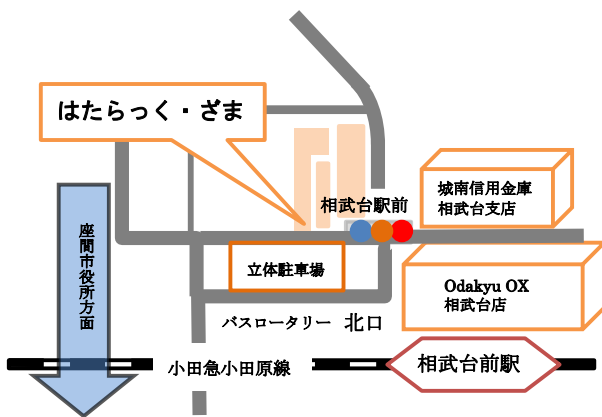 はたらっく・ざま
相武台駅前
城南信用金庫
相武台支店
座間市役所方面
立体駐車場
Odakyu OX
相武台店
バスロータリー 北口
小田急小田原線
相武台前駅